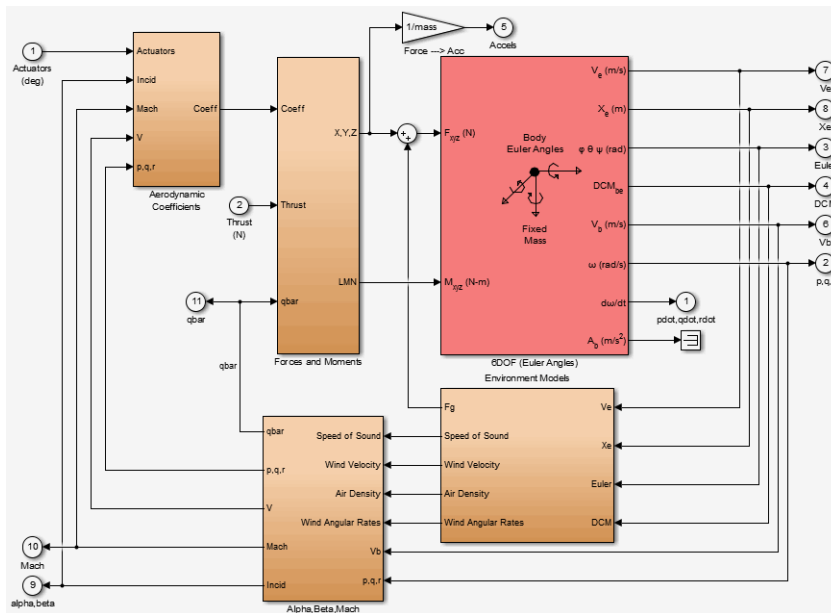 1
Actuators
(deg)
Actuators
Incid
Mach
V
p,q,r
Coeff
Aerodynamic
Coefficients
2
Thrust
(N)
11
qbar
qbar
Coeff
Thrust
qbar
X,Y,Z
LMN
Forces and Moments
1/mass
Force ---> Acc
5
Accels
+
+
F_xyz (N)
M_xyz (N-m)
Body
Euler Angles
Fixed
Mass
V_e (m/s)
X_e (m)
φ θ ψ (rad)
DCM_be
V_b (m/s)
ω (rad/s)
dω/dt
A_b (m/s²)
6DOF (Euler Angles)
7
Ve
8
Xe
3
Euler
4
DCM
6
Vb
2
p,q,
1
pdot,qdot,rdot
Environment Models
Fg
Speed of Sound
Wind Velocity
Air Density
Wind Angular Rates
Ve
Xe
Euler
DCM
qbar
p,q,r
V
Mach
Incid
Speed of Sound
Wind Velocity
Air Density
Wind Angular Rates
Vb
p,q,r
Alpha,Beta,Mach
10
Mach
9
alpha,beta